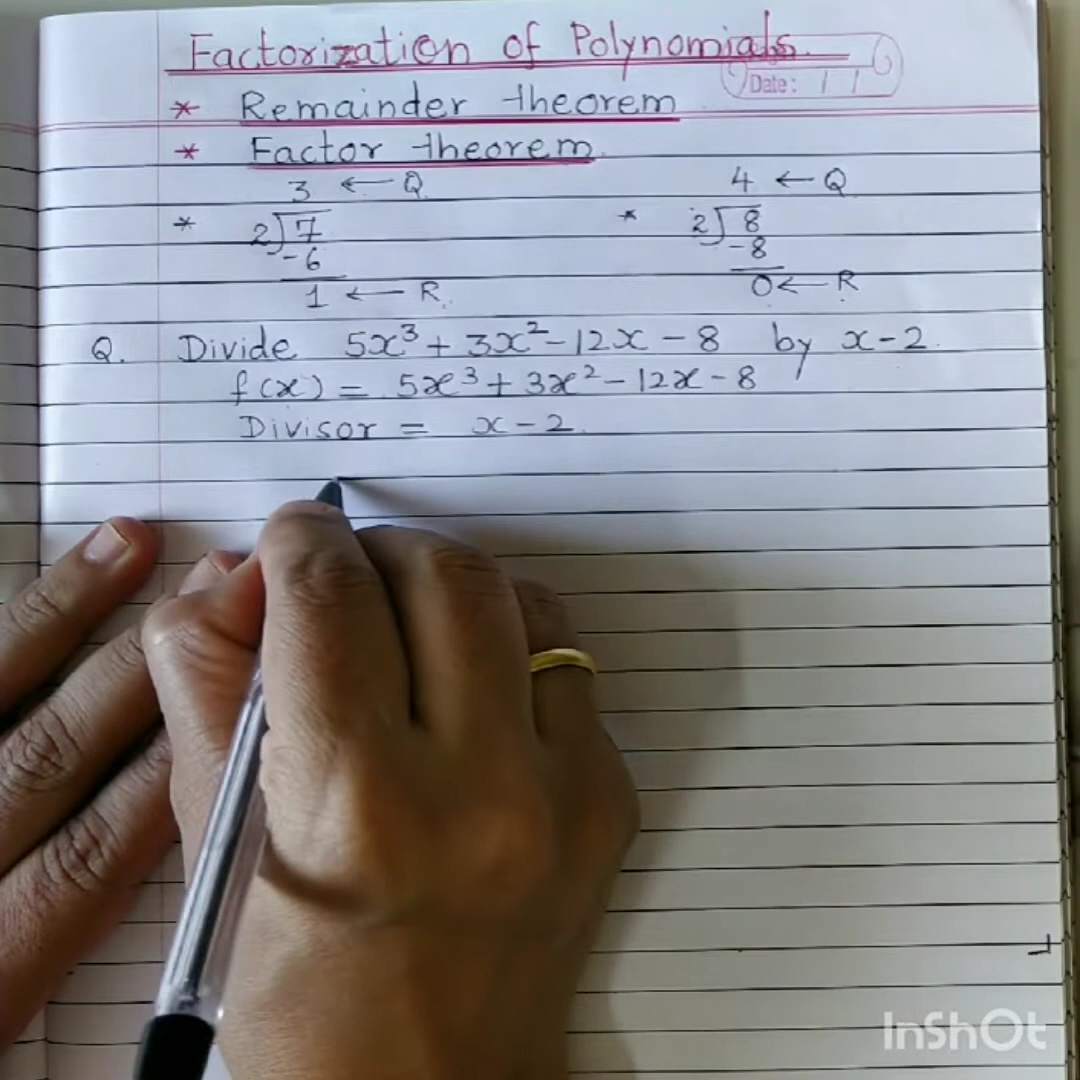 Factorization of Polynomials.
Date: / /
* Remainder theorem
* Factor theorem.
3 ← Q 4 ← Q
* 2)7 * 2)8
-6 -8
1 ← R. 0 ← R
Q. Divide 5x³ + 3x² - 12x - 8 by x - 2.
f(x) = 5x³ + 3x² - 12x - 8
Divisor = x - 2.
InShOt